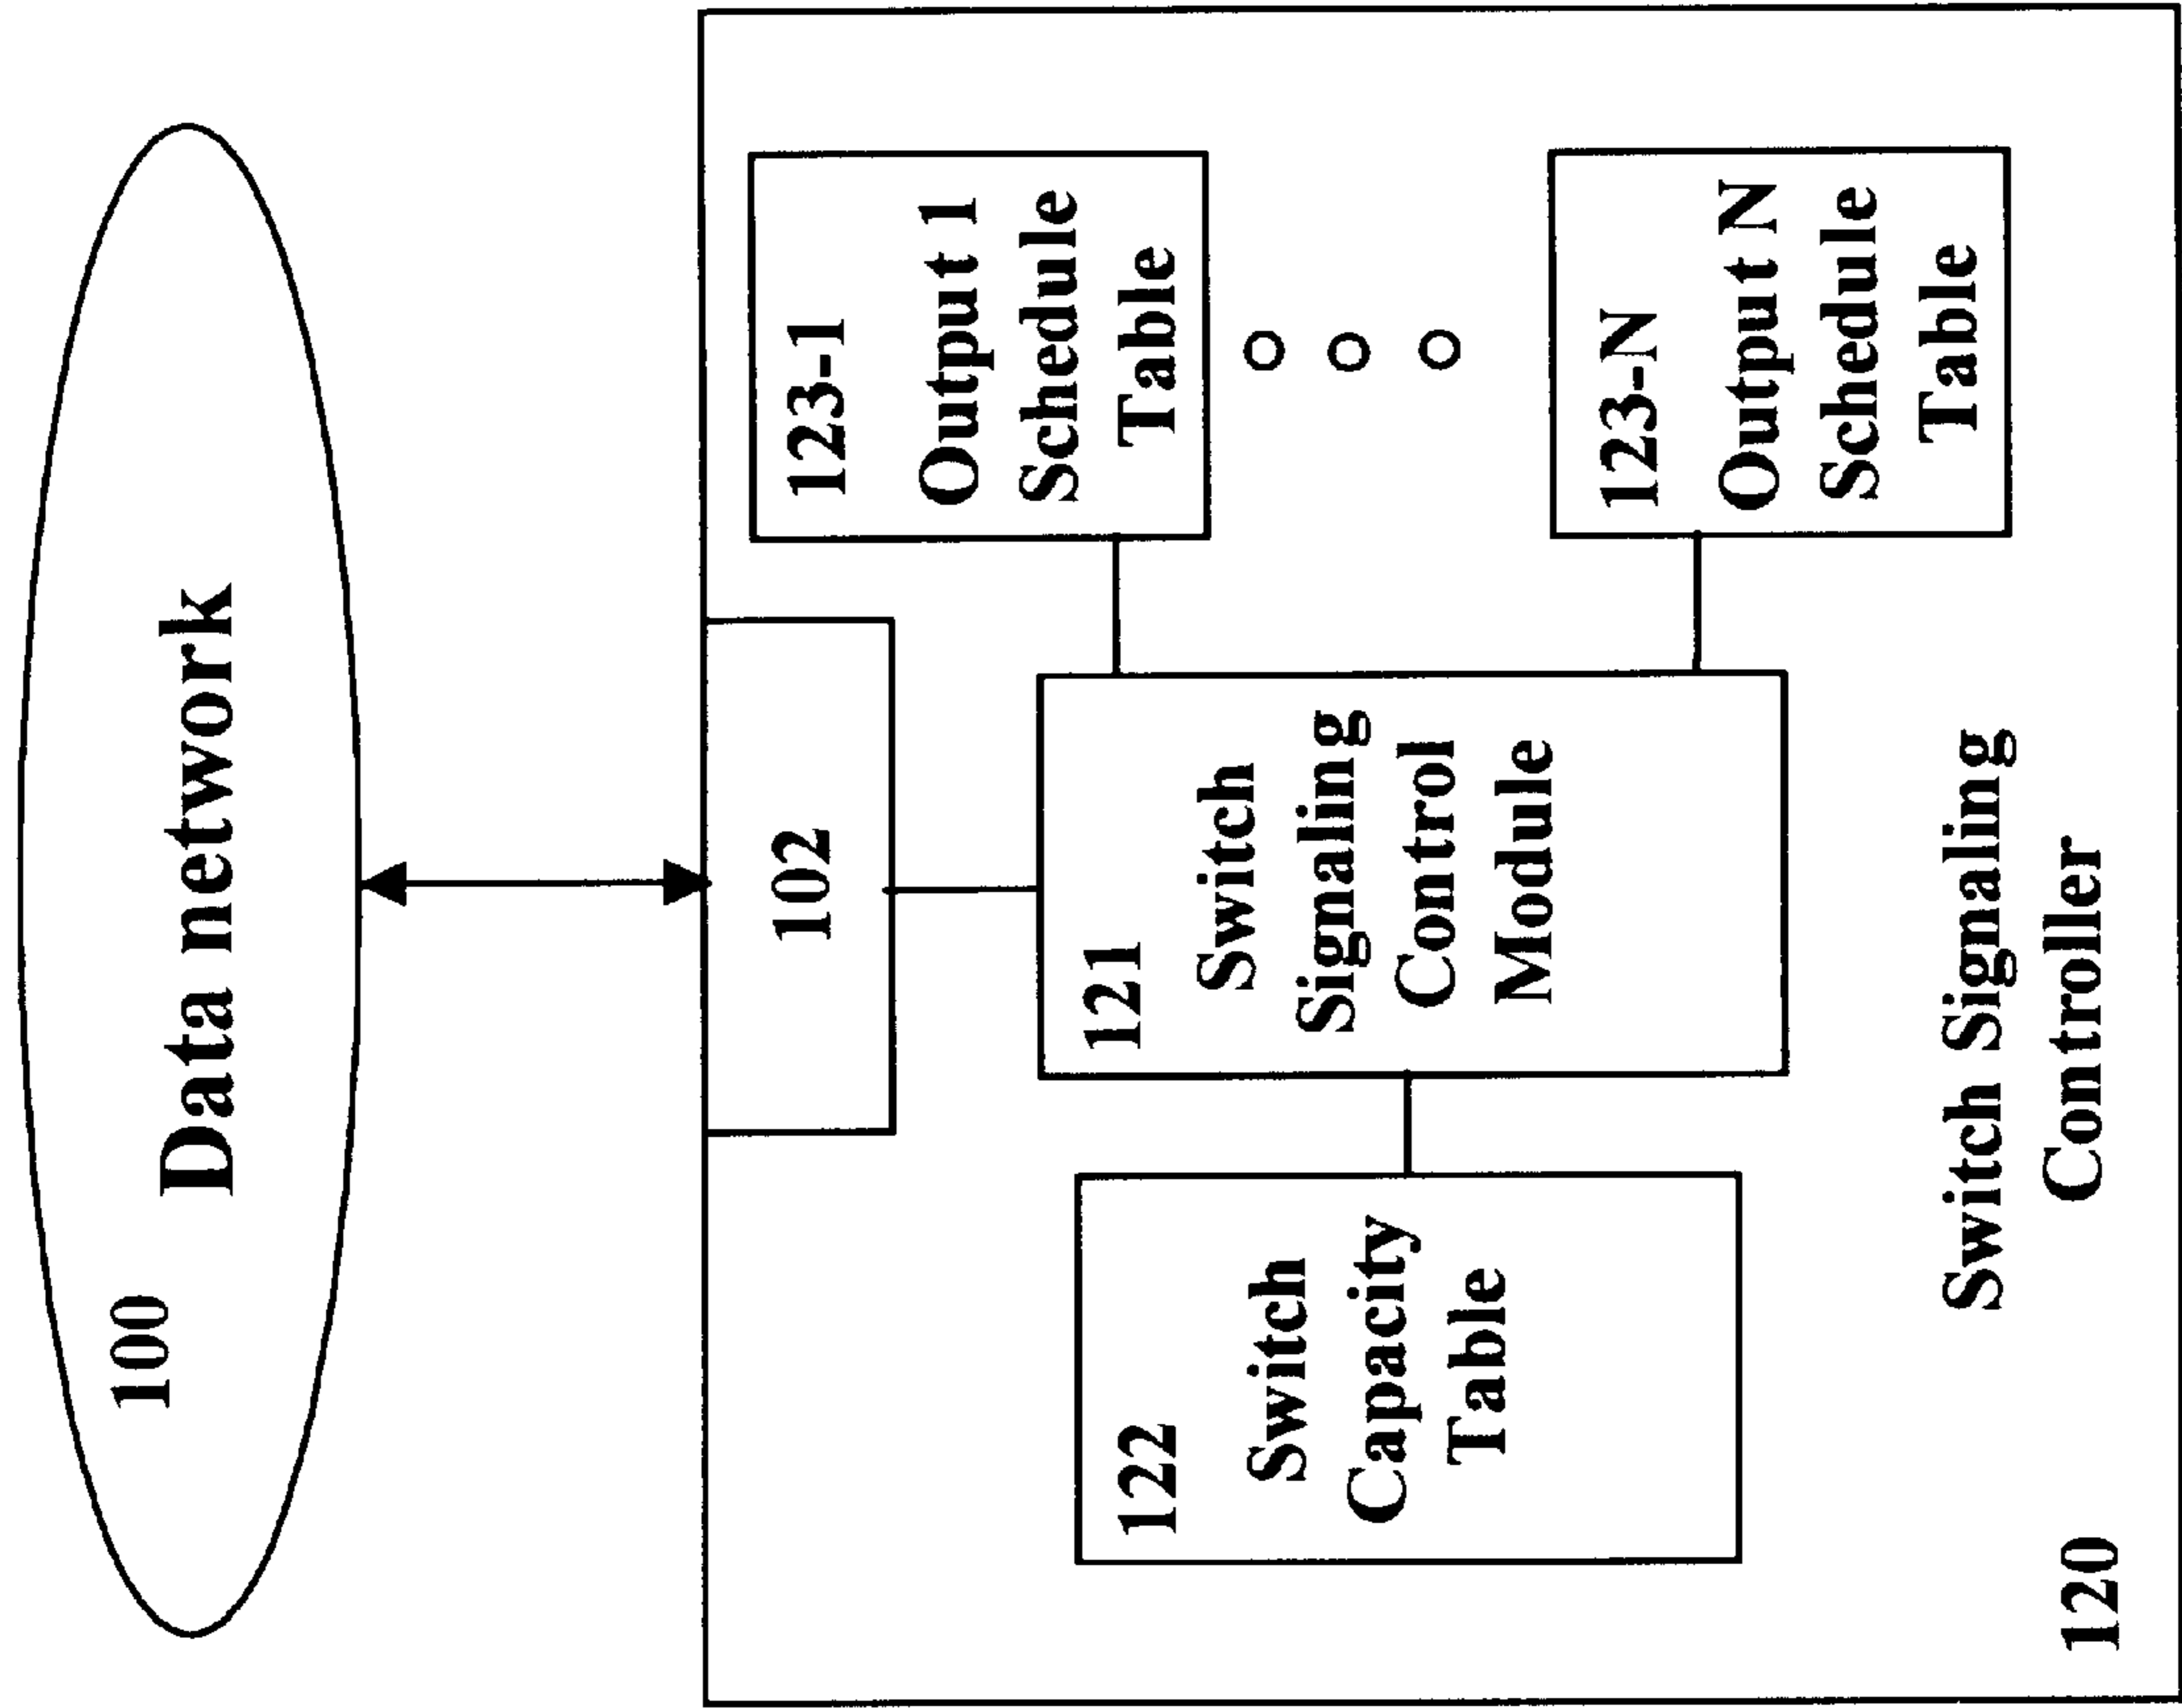 100
Data network
102
122
Switch
Capacity
Table
121
Switch
Signaling
Control
Module
123-1
Output 1
Schedule
Table
123-N
Output N
Schedule
Table
Switch Signaling
Controller
120